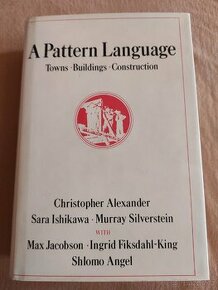 A Pattern Language
Towns · Buildings · Construction
Christopher Alexander
Sara Ishikawa · Murray Silverstein
WITH
Max Jacobson · Ingrid Fiksdahl-King
Shlomo Angel